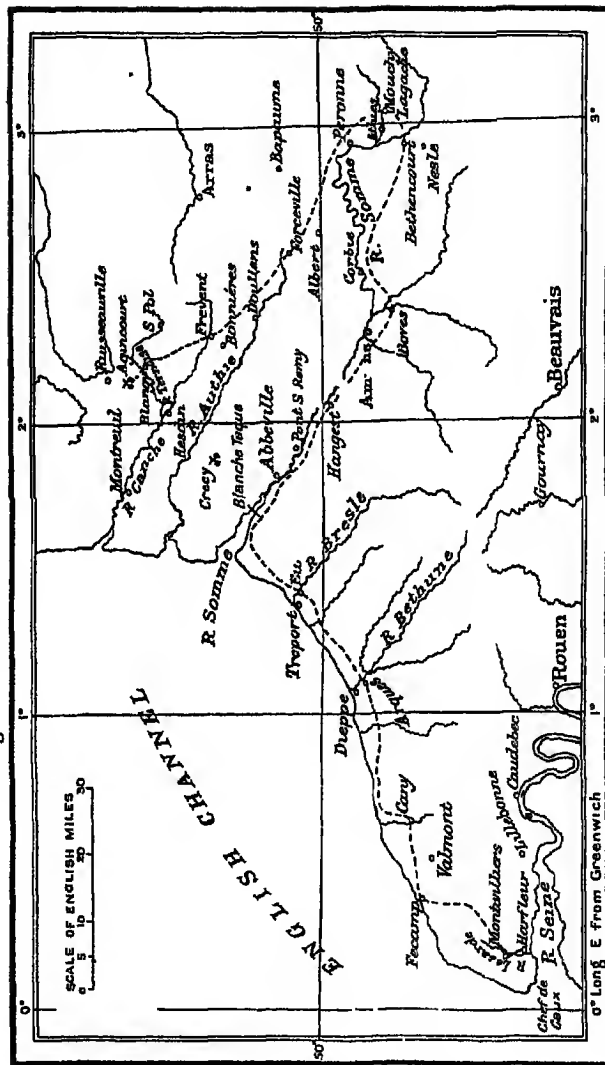 SCALE OF ENGLISH MILES
0 5 10 20 30
ENGLISH CHANNEL
0°
1°
2°
3°
50°
50°
Montreuil
R Canche
Agincourt
Blangy
S Pol
Frevent
Arras
Bapaume
R Authie
Bonnières
Doullens
Forceville
Crecy
Blanche Taque
Abbeville
Pont S. Remy
Hangest
R Somme
Albert
Corbie
R. Somme
Peronne
Mouchy
Lagache
Bethencourt
Nesle
Boves
Treport
Eu
R Bresle
R Bethune
Dieppe
Arques
Cany
Valmont
Fecamp
Lezarde
Montivilliers
R
Harfleur
Lillebonne
Caudebec
Rouen
Gournay
Beauvais
Chef de
Caux
R Seine
0° Long E from Greenwich